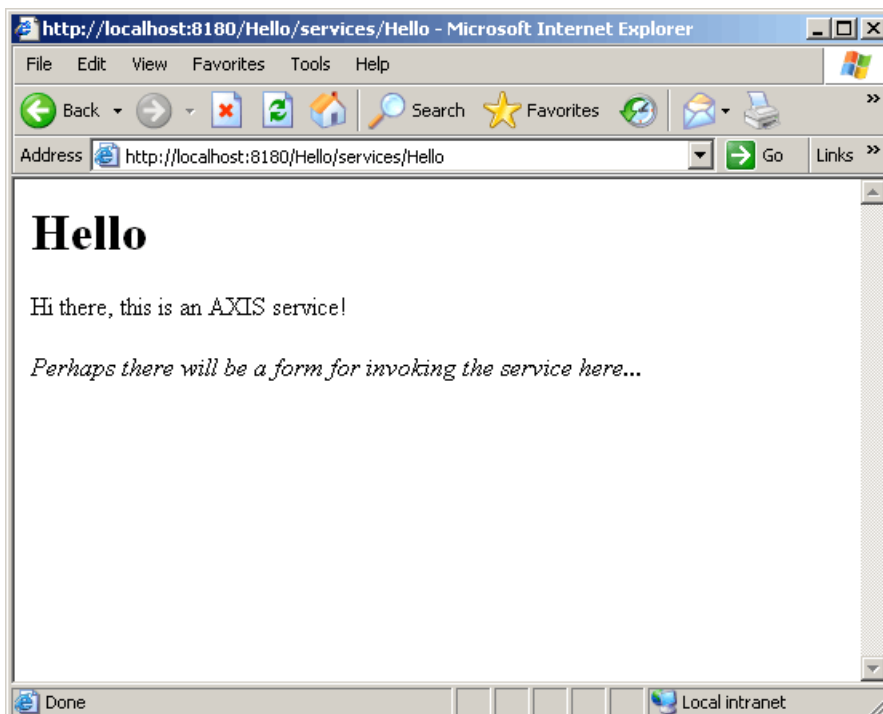 http://localhost:8180/Hello/services/Hello - Microsoft Internet Explorer
File Edit View Favorites Tools Help
Back Search Favorites »
Address http://localhost:8180/Hello/services/Hello Go Links »
Hello
Hi there, this is an AXIS service!
Perhaps there will be a form for invoking the service here...
Done Local intranet